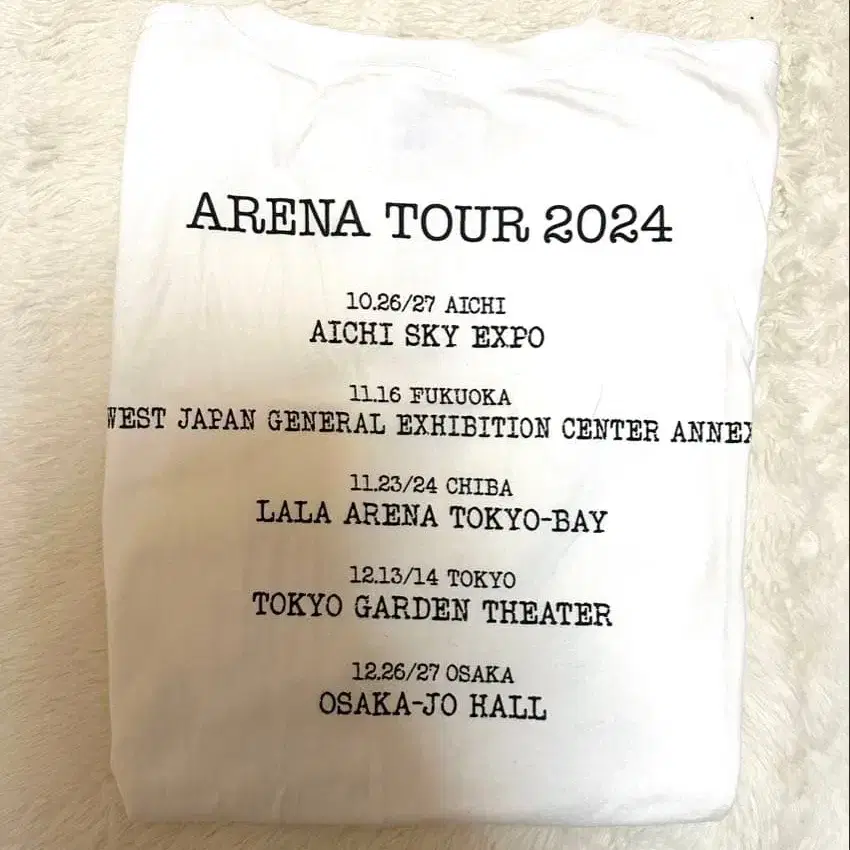 ARENA TOUR 2024
10.26/27 AICHI
AICHI SKY EXPO
11.16 FUKUOKA
WEST JAPAN GENERAL EXHIBITION CENTER ANNEX
11.23/24 CHIBA
LALA ARENA TOKYO-BAY
12.13/14 TOKYO
TOKYO GARDEN THEATER
12.26/27 OSAKA
OSAKA-JO HALL